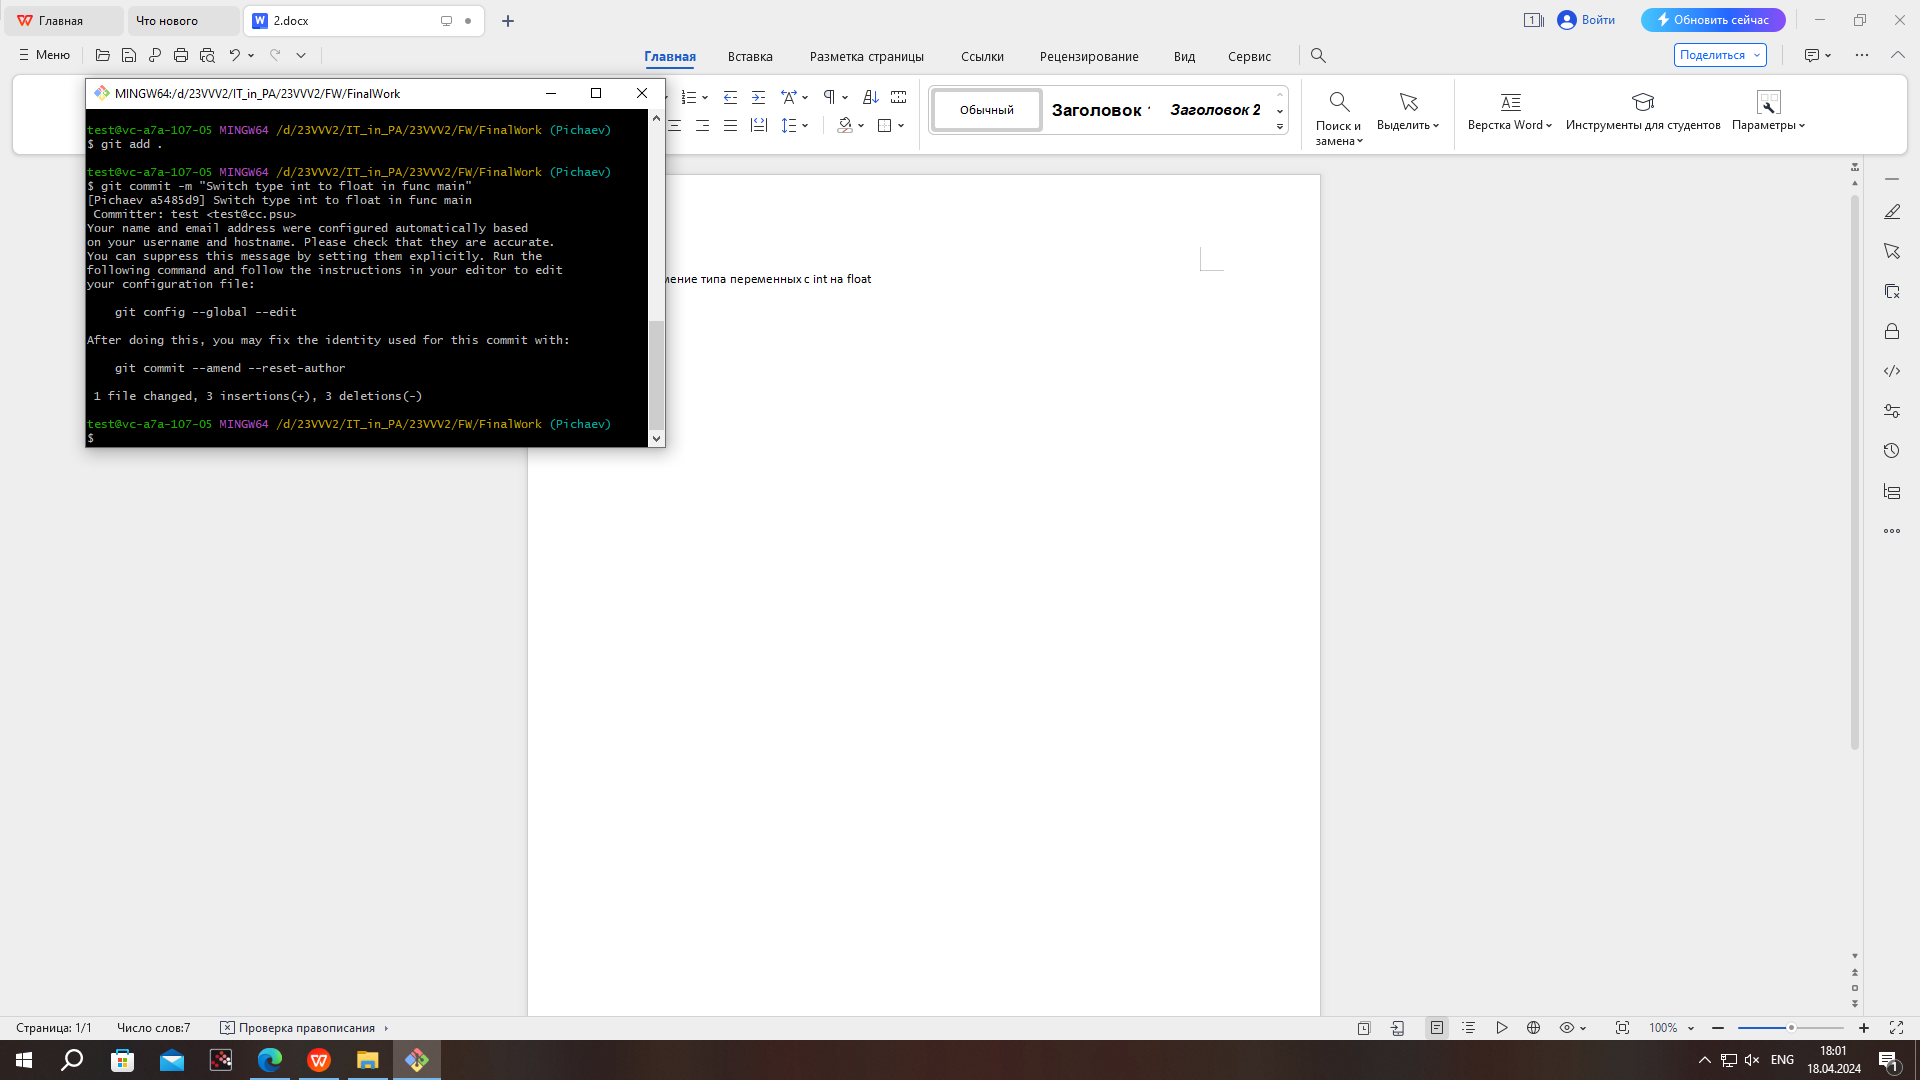 Главная
Что нового
2.docx
1
Войти
Обновить сейчас
Меню
Главная
Вставка
Разметка страницы
Ссылки
Рецензирование
Вид
Сервис
Поделиться
MINGW64:/d/23VVV2/IT_in_PA/23VVV2/FW/FinalWork
Обычный
Заголовок
Заголовок 2
Поиск и
замена
Выделить
Верстка Word
Инструменты для студентов
Параметры
test@vc-a7a-107-05 MINGW64 /d/23VVV2/IT_in_PA/23VVV2/FW/FinalWork (Pichaev)
$ git add .
test@vc-a7a-107-05 MINGW64 /d/23VVV2/IT_in_PA/23VVV2/FW/FinalWork (Pichaev)
$ git commit -m "Switch type int to float in func main"
[Pichaev a5485d9] Switch type int to float in func main
Committer: test <test@cc.psu>
Your name and email address were configured automatically based
on your username and hostname. Please check that they are accurate.
You can suppress this message by setting them explicitly. Run the
following command and follow the instructions in your editor to edit
your configuration file:
git config --global --edit
After doing this, you may fix the identity used for this commit with:
git commit --amend --reset-author
1 file changed, 3 insertions(+), 3 deletions(-)
test@vc-a7a-107-05 MINGW64 /d/23VVV2/IT_in_PA/23VVV2/FW/FinalWork (Pichaev)
$
типа переменных с int на float
Страница: 1/1
Число слов:7
Проверка правописания
100%
ENG
18:01
18.04.2024
1